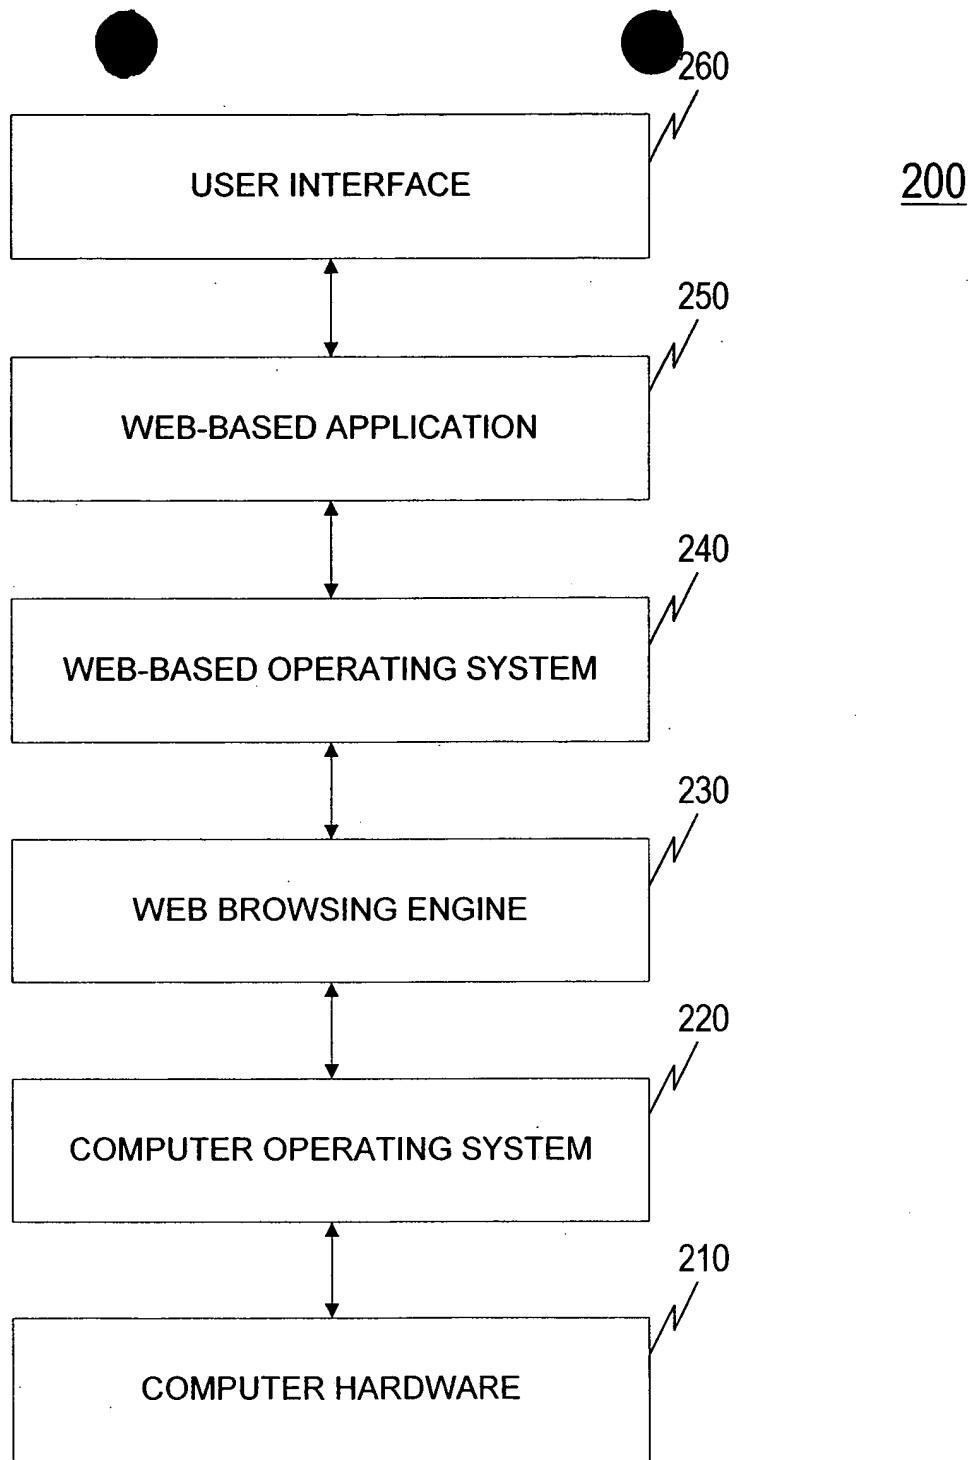 260
USER INTERFACE
200
250
WEB-BASED APPLICATION
240
WEB-BASED OPERATING SYSTEM
230
WEB BROWSING ENGINE
220
COMPUTER OPERATING SYSTEM
210
COMPUTER HARDWARE